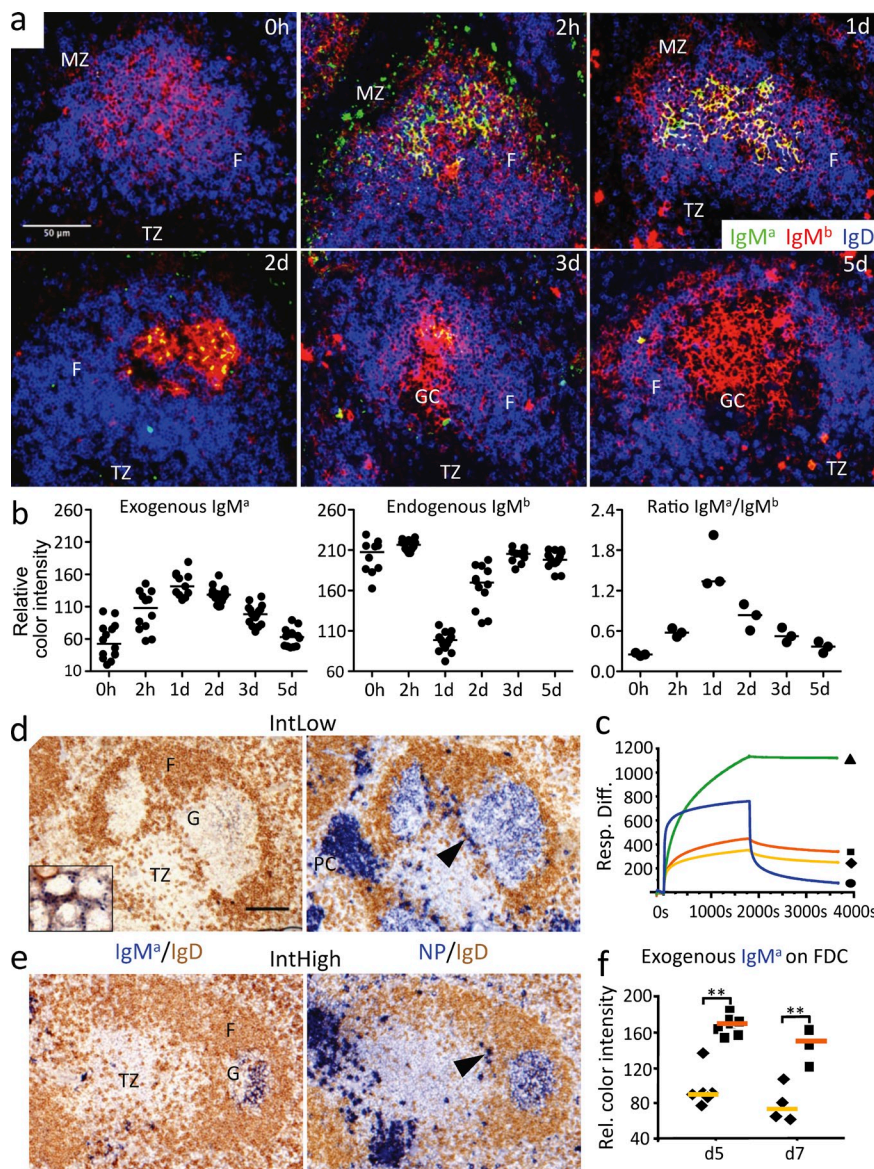 a
0h
MZ
F
TZ
50 µm
2h
MZ
F
1d
MZ
F
TZ
IgMᵃ IgMᵇ IgD
2d
F
TZ
3d
GC
F
TZ
5d
F
GC
TZ
b
Exogenous IgMᵃ
Relative
color intensity
260
210
160
110
60
10
0h 2h 1d 2d 3d 5d
Endogenous IgMᵇ
260
210
160
110
60
0h 2h 1d 2d 3d 5d
Ratio IgMᵃ/IgMᵇ
2.4
1.8
1.2
0.6
0.0
0h 2h 1d 2d 3d 5d
d
IntLow
F
G
TZ
PC
c
Resp. Diff.
1200
1000
800
600
400
200
0s 1000s 2000s 3000s 4000s
e
IgMᵃ/IgD
IntHigh
NP/IgD
F
G
TZ
f
Exogenous IgMᵃ on FDC
Rel. color intensity
200
160
120
80
40
**
**
d5 d7